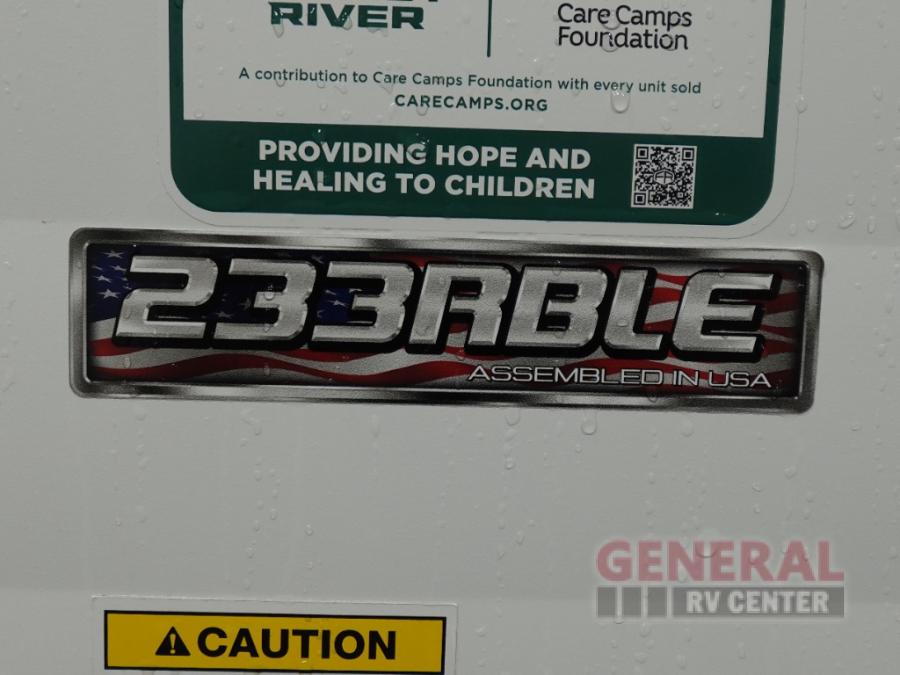 RIVER
Care Camps
Foundation
A contribution to Care Camps Foundation with every unit sold
CARECAMPS.ORG
PROVIDING HOPE AND
HEALING TO CHILDREN
233RBLE
ASSEMBLED IN USA
GENERAL
RV CENTER
CAUTION